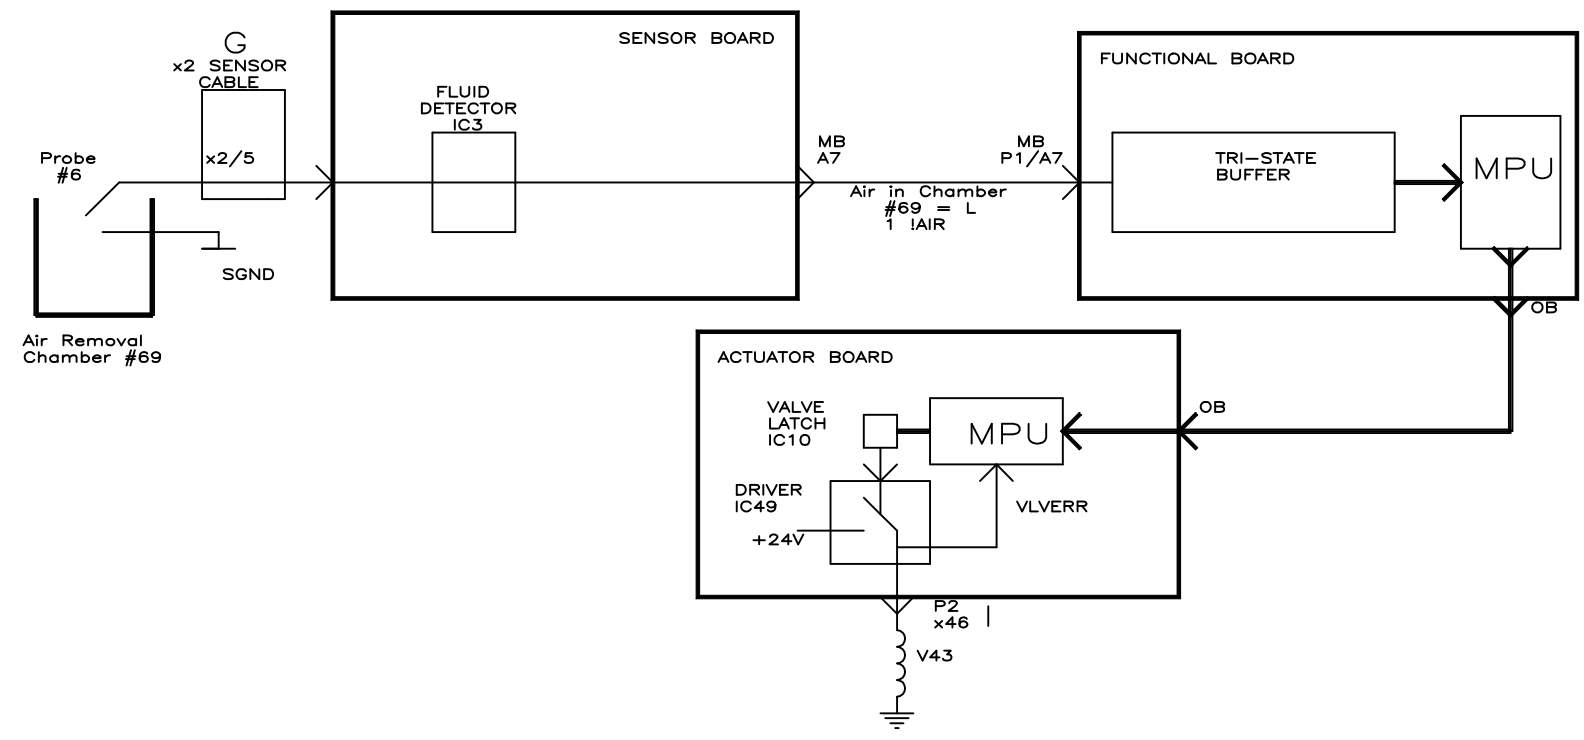 G
x2 SENSOR
CABLE
x2/5
Probe
#6
SGND
Air Removal
Chamber #69
SENSOR BOARD
FLUID
DETECTOR
IC3
MB
A7
Air in Chamber
#69 = L
1 !AIR
MB
P1/A7
FUNCTIONAL BOARD
TRI-STATE
BUFFER
MPU
OB
ACTUATOR BOARD
VALVE
LATCH
IC10
MPU
OB
DRIVER
IC49
+24V
VLVERR
P2
x46
V43